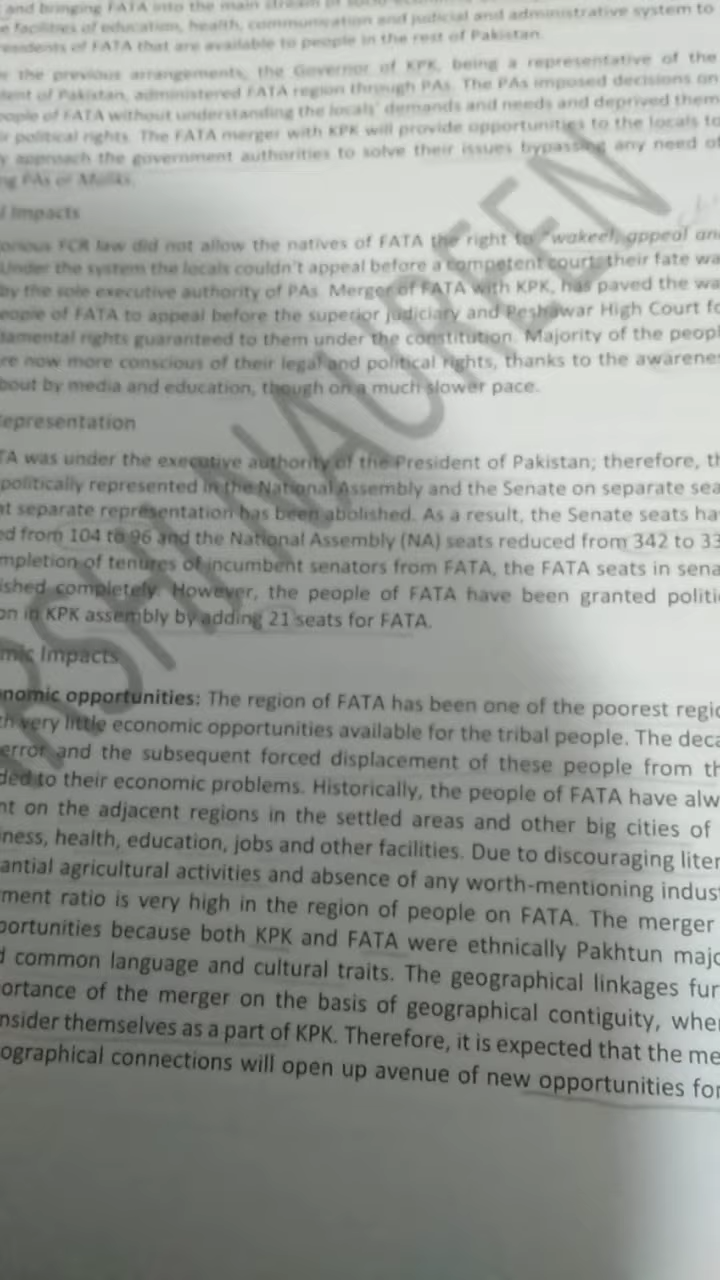 and bringing FATA into the main stream of
facilities of education, health, communication and judicial and administrative system to
residents of FATA that are available to people in the rest of Pakistan.
the previous arrangements, the Governor of KPK, being a representative of the
dent of Pakistan, administered FATA region through PAs. The PAs imposed decisions on
eople of FATA without understanding the locals' demands and needs and deprived them
r political rights. The FATA merger with KPK will provide opportunities to the locals to
y approach the government authorities to solve their issues bypassing any need of
ng PAs or Maliks.
l Impacts
orious FCR law did not allow the natives of FATA the right to "wakeel, appeal an
Under the system the locals couldn't appeal before a competent court; their fate wa
by the sole executive authority of PAs. Merger of FATA with KPK, has paved the wa
eople of FATA to appeal before the superior judiciary and Peshawar High Court fo
damental rights guaranteed to them under the constitution. Majority of the peopl
re now more conscious of their legal and political rights, thanks to the awarenes
bout by media and education, though on a much slower pace.
Representation
TA was under the executive authority of the President of Pakistan; therefore, th
politically represented in the National Assembly and the Senate on separate sea
at separate representation has been abolished. As a result, the Senate seats ha
ed from 104 to 96 and the National Assembly (NA) seats reduced from 342 to 33
mpletion of tenures of incumbent senators from FATA, the FATA seats in sena
ished completely. However, the people of FATA have been granted politi
on in KPK assembly by adding 21 seats for FATA.
mic Impacts
nomic opportunities: The region of FATA has been one of the poorest regio
th very little economic opportunities available for the tribal people. The deca
error and the subsequent forced displacement of these people from th
ded to their economic problems. Historically, the people of FATA have alw
nt on the adjacent regions in the settled areas and other big cities of
iness, health, education, jobs and other facilities. Due to discouraging liter
antial agricultural activities and absence of any worth-mentioning indust
ment ratio is very high in the region of people on FATA. The merger
portunities because both KPK and FATA were ethnically Pakhtun majo
d common language and cultural traits. The geographical linkages fur
ortance of the merger on the basis of geographical contiguity, wher
nsider themselves as a part of KPK. Therefore, it is expected that the me
ographical connections will open up avenue of new opportunities for
RSHI NAUREEN